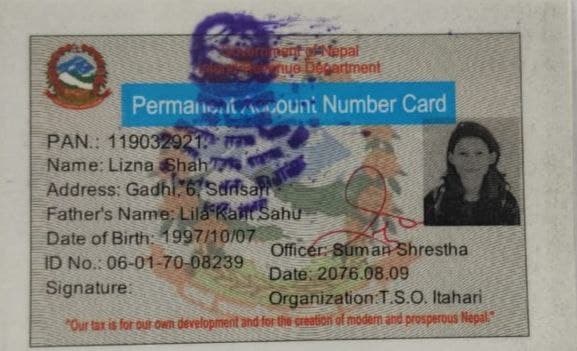 Government of Nepal
Inland Revenue Department
Permanent Account Number Card
PAN.: 119032921
Name: Lizna Shah
Address: Gadhi, 6, Sunsari
Father's Name: Lila Kant Sahu
Date of Birth: 1997/10/07
ID No.: 06-01-70-08239
Signature:
Officer: Suman Shrestha
Date: 2076.08.09
Organization:T.S.O. Itahari
"Our tax is for our own development and for the creation of modern and prosperous Nepal."